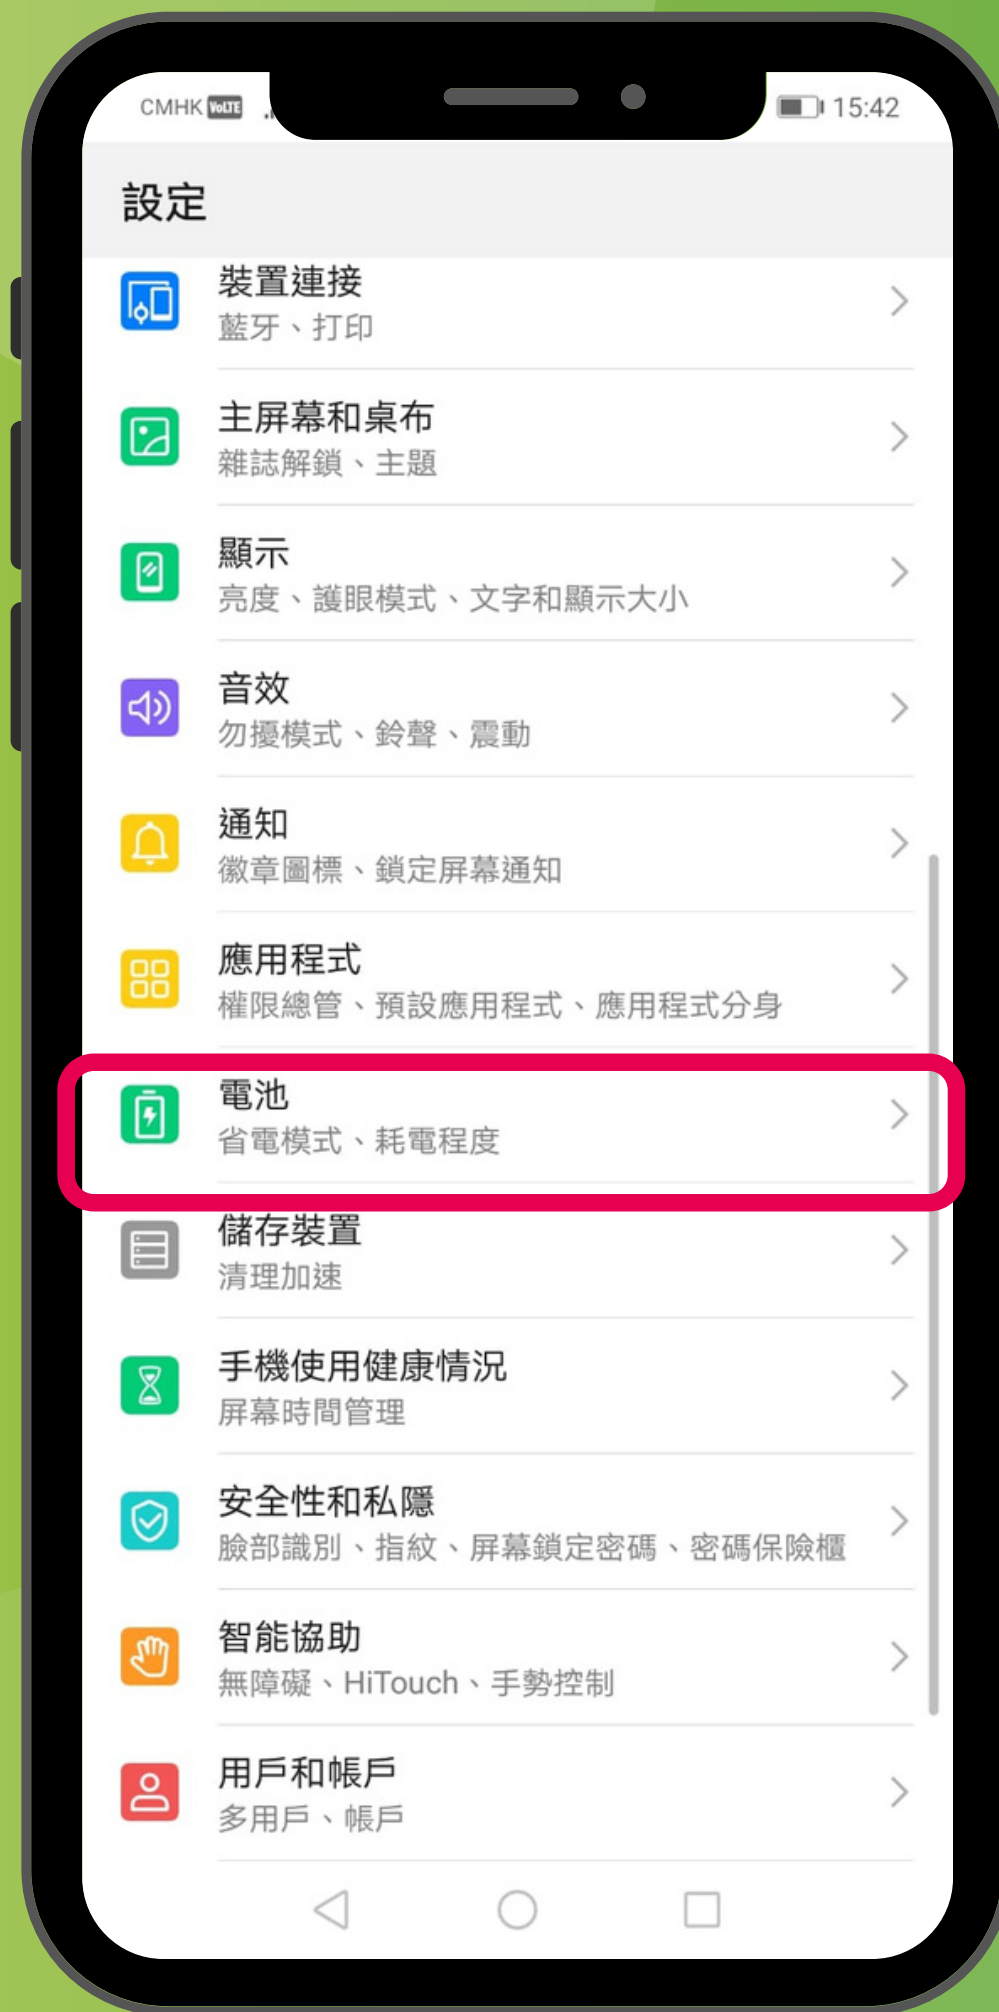 CMHK VoLTE 15:42
設定
裝置連接
藍牙、打印
主屏幕和桌布
雜誌解鎖、主題
顯示
亮度、護眼模式、文字和顯示大小
音效
勿擾模式、鈴聲、震動
通知
徽章圖標、鎖定屏幕通知
應用程式
權限總管、預設應用程式、應用程式分身
電池
省電模式、耗電程度
儲存裝置
清理加速
手機使用健康情況
屏幕時間管理
安全性和私隱
臉部識別、指紋、屏幕鎖定密碼、密碼保險櫃
智能協助
無障礙、HiTouch、手勢控制
用戶和帳戶
多用戶、帳戶